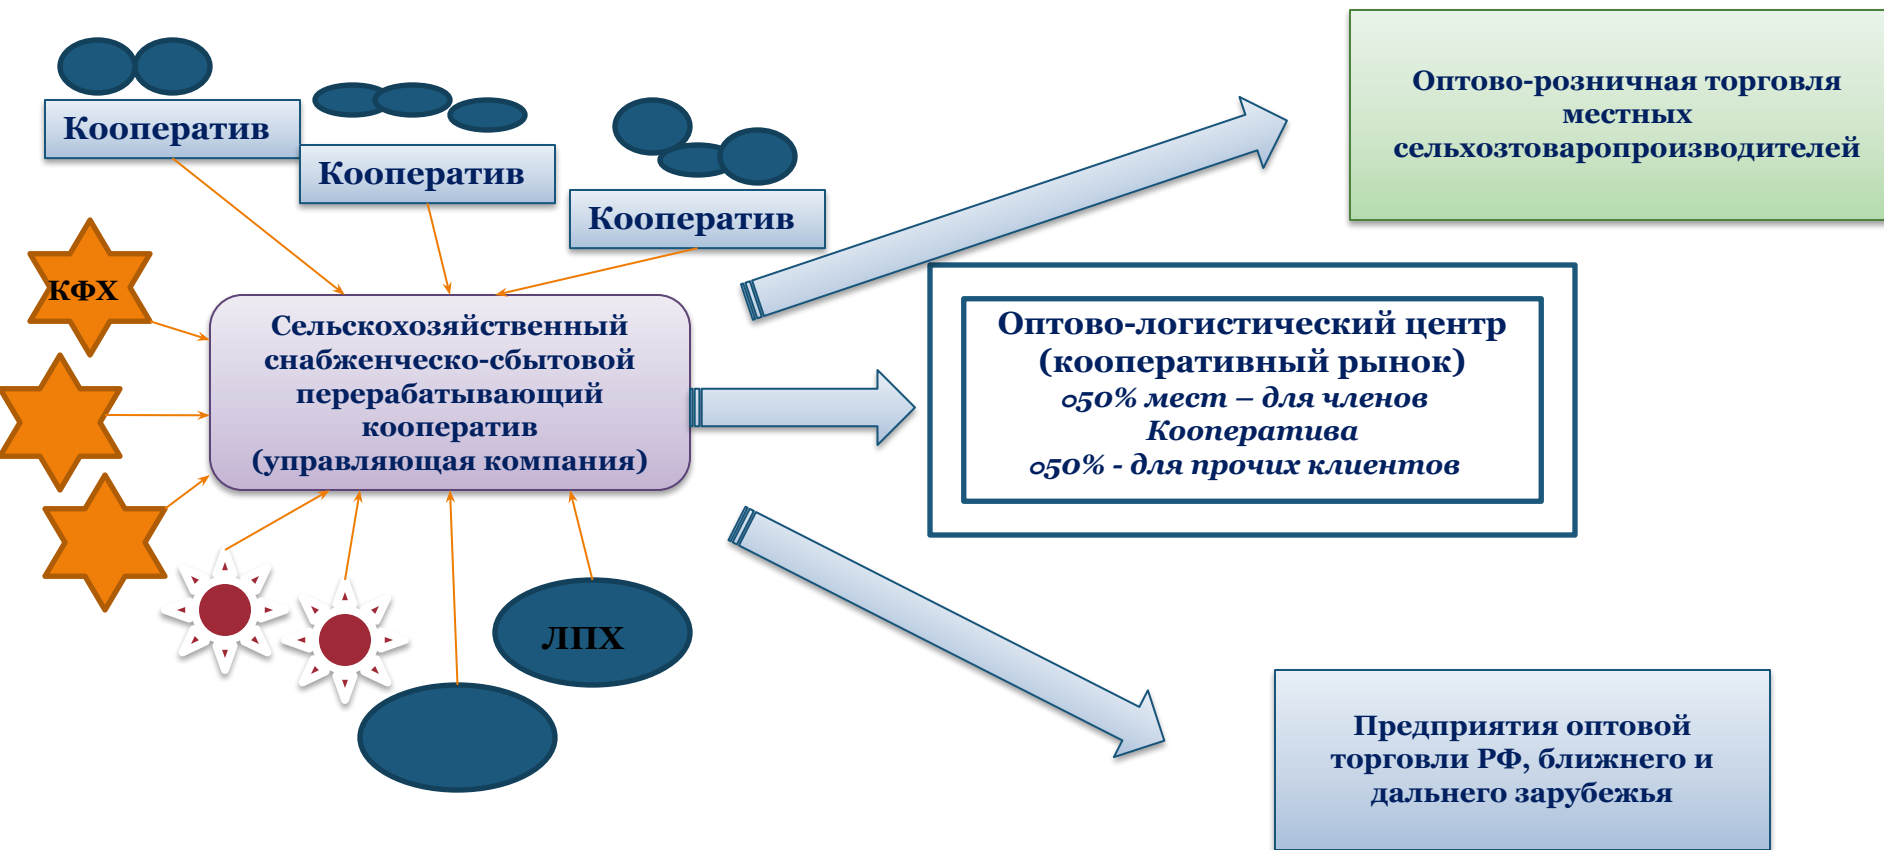 Кооператив
Кооператив
Кооператив
КФХ
Сельскохозяйственный
снабженческо-сбытовой
перерабатывающий
кооператив
(управляющая компания)
ЛПХ
Оптово-розничная торговля
местных
сельхозтоваропроизводителей
Оптово-логистический центр
(кооперативный рынок)
o50% мест – для членов
Кооператива
o50% - для прочих клиентов
Предприятия оптовой
торговли РФ, ближнего и
дальнего зарубежья